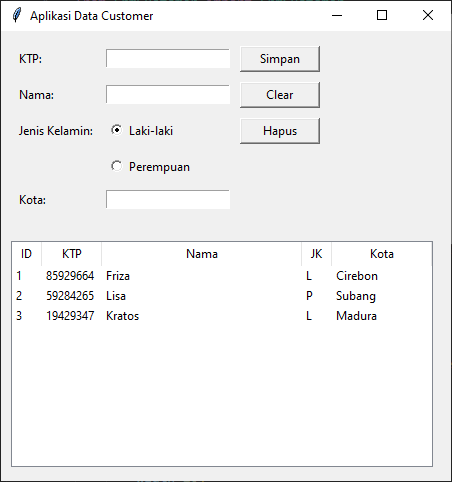 Aplikasi Data Customer
KTP: Simpan
Nama: Clear
Jenis Kelamin: Laki-laki Hapus
Perempuan
Kota:
ID KTP Nama JK Kota
1 85929664 Friza L Cirebon
2 59284265 Lisa P Subang
3 19429347 Kratos L Madura